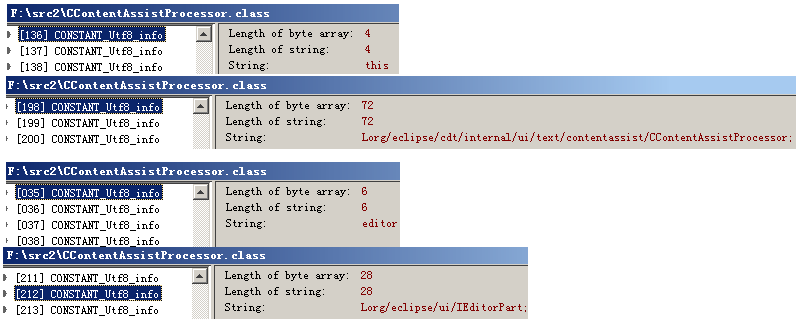 F:\src2\CContentAssistProcessor.class
[136] CONSTANT_Utf8_info
[137] CONSTANT_Utf8_info
[138] CONSTANT_Utf8_info
Length of byte array: 4
Length of string: 4
String: this
F:\src2\CContentAssistProcessor.class
[198] CONSTANT_Utf8_info
[199] CONSTANT_Utf8_info
[200] CONSTANT_Utf8_info
Length of byte array: 72
Length of string: 72
String: Lorg/eclipse/cdt/internal/ui/text/contentassist/CContentAssistProcessor;
F:\src2\CContentAssistProcessor.class
[035] CONSTANT_Utf8_info
[036] CONSTANT_Utf8_info
[037] CONSTANT_Utf8_info
[038] CONSTANT_Utf8_info
Length of byte array: 6
Length of string: 6
String: editor
F:\src2\CContentAssistProcessor.class
[211] CONSTANT_Utf8_info
[212] CONSTANT_Utf8_info
[213] CONSTANT_Utf8_info
Length of byte array: 28
Length of string: 28
String: Lorg/eclipse/ui/IEditorPart;